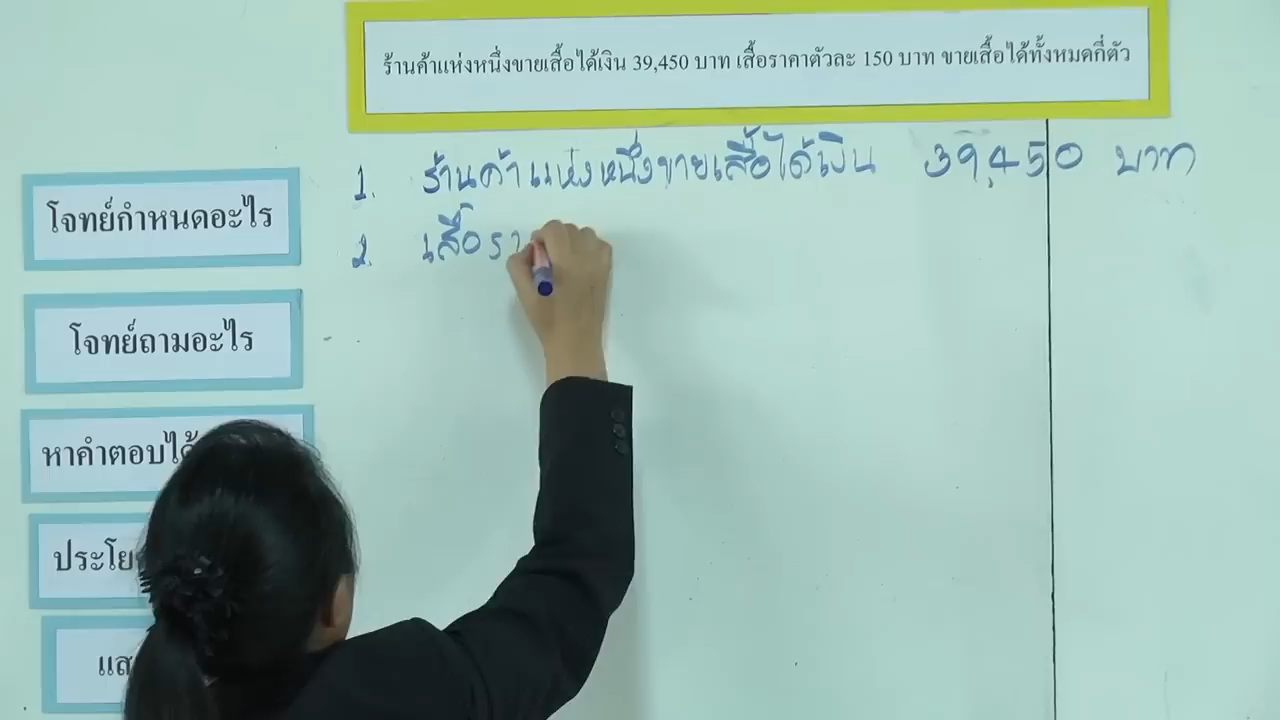 ร้านค้าแห่งหนึ่งขายเสื้อได้เงิน 39,450 บาท เสื้อราคาตัวละ 150 บาท ขายเสื้อได้ทั้งหมดกี่ตัว
1. ร้านค้าแห่งหนึ่งขายเสื้อได้เงิน 39,450 บาท
2. เสื้อรา
โจทย์กำหนดอะไร
โจทย์ถามอะไร
หาคำตอบได้
ประโย
แส